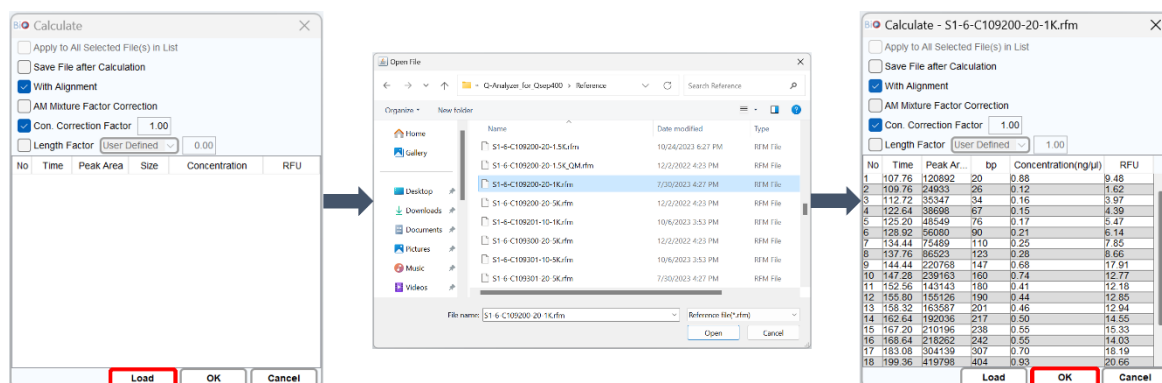 BiO Calculate
Apply to All Selected File(s) in List
Save File after Calculation
With Alignment
AM Mixture Factor Correction
Con. Correction Factor 1.00
Length Factor User Defined 0.00
No Time Peak Area Size Concentration RFU
Load OK Cancel
Open File
Q-Analyzer_for_Qsep400 > Reference
Search Reference
Organize New folder
Home
Gallery
Desktop
Downloads
Documents
Pictures
Music
Videos
Name Date modified Type
S1-6-C109200-20-1.5K.rfm 10/24/2023 6:27 PM RFM File
S1-6-C109200-20-1.5K_QM.rfm 12/2/2022 4:23 PM RFM File
S1-6-C109200-20-1K.rfm 7/30/2023 4:27 PM RFM File
S1-6-C109200-20-5K.rfm 12/2/2022 4:23 PM RFM File
S1-6-C109201-10-1K.rfm 10/6/2023 3:53 PM RFM File
S1-6-C109300-20-5K.rfm 12/2/2022 4:23 PM RFM File
S1-6-C109301-10-5K.rfm 10/6/2023 3:53 PM RFM File
S1-6-C109301-20-5K.rfm 7/30/2023 4:27 PM RFM File
File name: S1-6-C109200-20-1K.rfm Reference file(*.rfm)
Open Cancel
BiO Calculate - S1-6-C109200-20-1K.rfm
Apply to All Selected File(s) in List
Save File after Calculation
With Alignment
AM Mixture Factor Correction
Con. Correction Factor 1.00
Length Factor User Defined 1.00
No Time Peak Ar... bp Concentration(ng/µl) RFU
1 107.76 120892 20 0.88 9.48
2 109.76 24933 26 0.12 1.62
3 112.72 35347 34 0.16 3.97
4 122.64 38698 67 0.15 4.39
5 125.20 48549 76 0.17 5.47
6 128.92 56080 90 0.21 6.14
7 134.44 75489 110 0.25 7.85
8 137.76 86523 123 0.28 8.66
9 144.44 220768 147 0.68 17.91
10 147.28 239163 160 0.74 12.77
11 152.56 143143 180 0.41 12.18
12 155.80 155126 190 0.44 12.85
13 158.32 163587 201 0.46 12.94
14 162.64 192036 217 0.50 14.55
15 167.20 210196 238 0.55 15.33
16 168.64 218262 242 0.55 14.03
17 183.08 304139 307 0.70 18.19
18 199.36 419798 404 0.93 20.66
Load OK Cancel